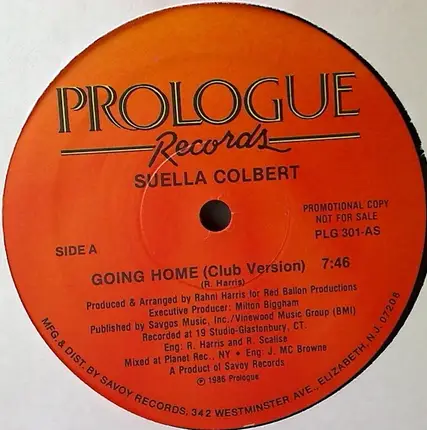 PROLOGUE
Records
SUELLA COLBERT
PROMOTIONAL COPY
NOT FOR SALE
PLG 301-AS
SIDE A
GOING HOME (Club Version) 7:46
(R. Harris)
Produced & Arranged by Rahni Harris for Red Ballon Productions
Executive Producer: Milton Biggham
Published by Savgos Music, Inc./Vinewood Music Group (BMI)
Recorded at 19 Studio-Glastonbury, CT.
Eng: R. Harris and R. Scalise
Mixed at Planet Rec., NY • Eng: J. MC Browne
A Product of Savoy Records
℗ 1986 Prologue
MFG. & DIST. BY SAVOY RECORDS, 342 WESTMINSTER AVE., ELIZABETH, N.J. 07208